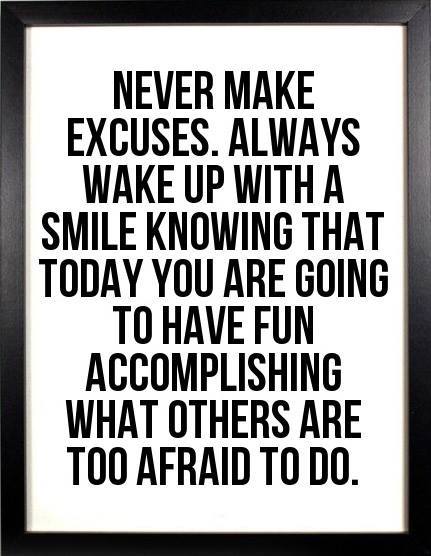 NEVER MAKE
EXCUSES. ALWAYS
WAKE UP WITH A
SMILE KNOWING THAT
TODAY YOU ARE GOING
TO HAVE FUN
ACCOMPLISHING
WHAT OTHERS ARE
TOO AFRAID TO DO.